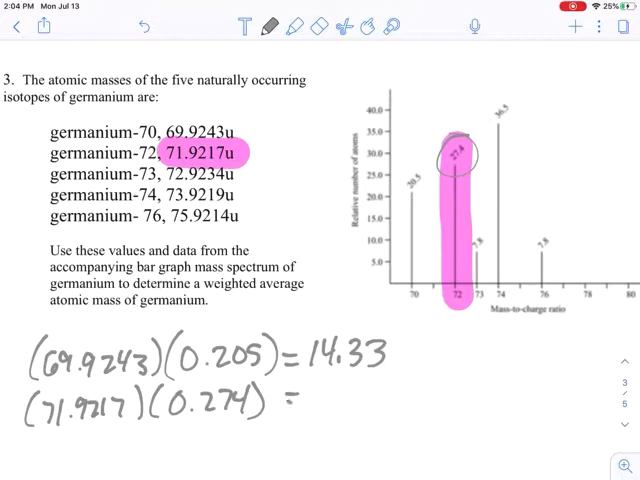 2:04 PM Mon Jul 13
25%
3. The atomic masses of the five naturally occurring
isotopes of germanium are:
germanium-70, 69.9243u
germanium-72, 71.9217u
germanium-73, 72.9234u
germanium-74, 73.9219u
germanium- 76, 75.9214u
Use these values and data from the
accompanying bar graph mass spectrum of
germanium to determine a weighted average
atomic mass of germanium.
Relative number of atoms
40.0
35.0
30.0
25.0
20.0
15.0
10.0
5.0
20.5
27.4
7.8
36.5
7.8
70 72 73 74 76 78 80
Mass-to-charge ratio
(69.9243)(0.205) = 14.33
(71.9217)(0.274) =
3
/
5